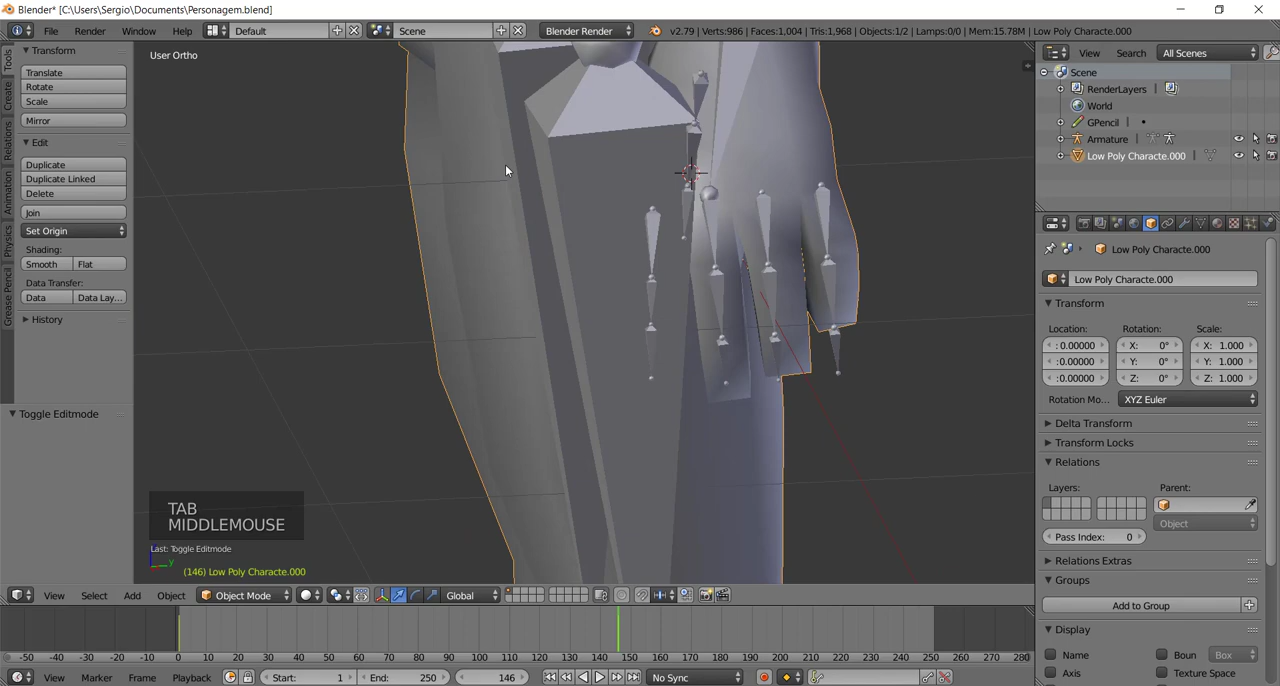 Blender* [C:\Users\Sergio\Documents\Personagem.blend]
File Render Window Help Default Scene Blender Render v2.79 | Verts:986 | Faces:1,004 | Tris:1,968 | Objects:1/2 | Lamps:0/0 | Mem:15.78M | Low Poly Characte.000
Tools
Create
Relations
Animation
Physics
Grease Pencil
Transform
Translate
Rotate
Scale
Mirror
Edit
Duplicate
Duplicate Linked
Delete
Join
Set Origin
Shading:
Smooth Flat
Data Transfer:
Data Data Lay...
History
Toggle Editmode
User Ortho
TAB
MIDDLEMOUSE
Last: Toggle Editmode
y
(146) Low Poly Characte.000
View Search All Scenes
Scene
RenderLayers
World
GPencil
Armature
Low Poly Characte.000
Low Poly Characte.000
Low Poly Characte.000
Transform
Location: Rotation: Scale:
: 0.00000 X: 0° X: 1.000
:0.00000 Y: 0° Y: 1.000
:0.00000 Z: 0° Z: 1.000
Rotation Mo... XYZ Euler
Delta Transform
Transform Locks
Relations
Layers: Parent:
Object
Pass Index: 0
Relations Extras
Groups
Add to Group
Display
Name Boun Box
Axis Texture Space
View Select Add Object Object Mode Global
-50 -40 -30 -20 -10 0 10 20 30 40 50 60 70 80 90 100 110 120 130 140 150 160 170 180 190 200 210 220 230 240 250 260 270 280
View Marker Frame Playback Start: 1 End: 250 146 No Sync